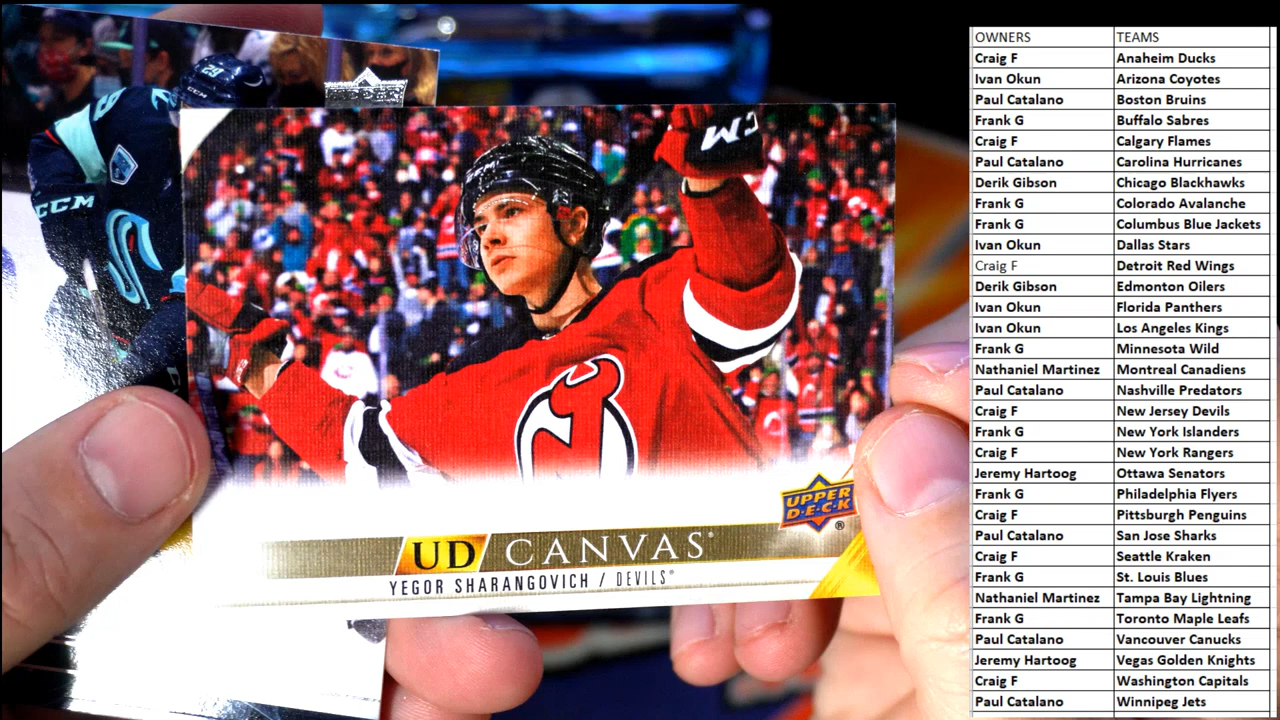 29
CCM
CCM
UPPER
DECK
®
UD CANVAS®
YEGOR SHARANGOVICH / DEVILS®
OWNERS TEAMS
Craig F Anaheim Ducks
Ivan Okun Arizona Coyotes
Paul Catalano Boston Bruins
Frank G Buffalo Sabres
Craig F Calgary Flames
Paul Catalano Carolina Hurricanes
Derik Gibson Chicago Blackhawks
Frank G Colorado Avalanche
Frank G Columbus Blue Jackets
Ivan Okun Dallas Stars
Craig F Detroit Red Wings
Derik Gibson Edmonton Oilers
Ivan Okun Florida Panthers
Ivan Okun Los Angeles Kings
Frank G Minnesota Wild
Nathaniel Martinez Montreal Canadiens
Paul Catalano Nashville Predators
Craig F New Jersey Devils
Frank G New York Islanders
Craig F New York Rangers
Jeremy Hartoog Ottawa Senators
Frank G Philadelphia Flyers
Craig F Pittsburgh Penguins
Paul Catalano San Jose Sharks
Craig F Seattle Kraken
Frank G St. Louis Blues
Nathaniel Martinez Tampa Bay Lightning
Frank G Toronto Maple Leafs
Paul Catalano Vancouver Canucks
Jeremy Hartoog Vegas Golden Knights
Craig F Washington Capitals
Paul Catalano Winnipeg Jets